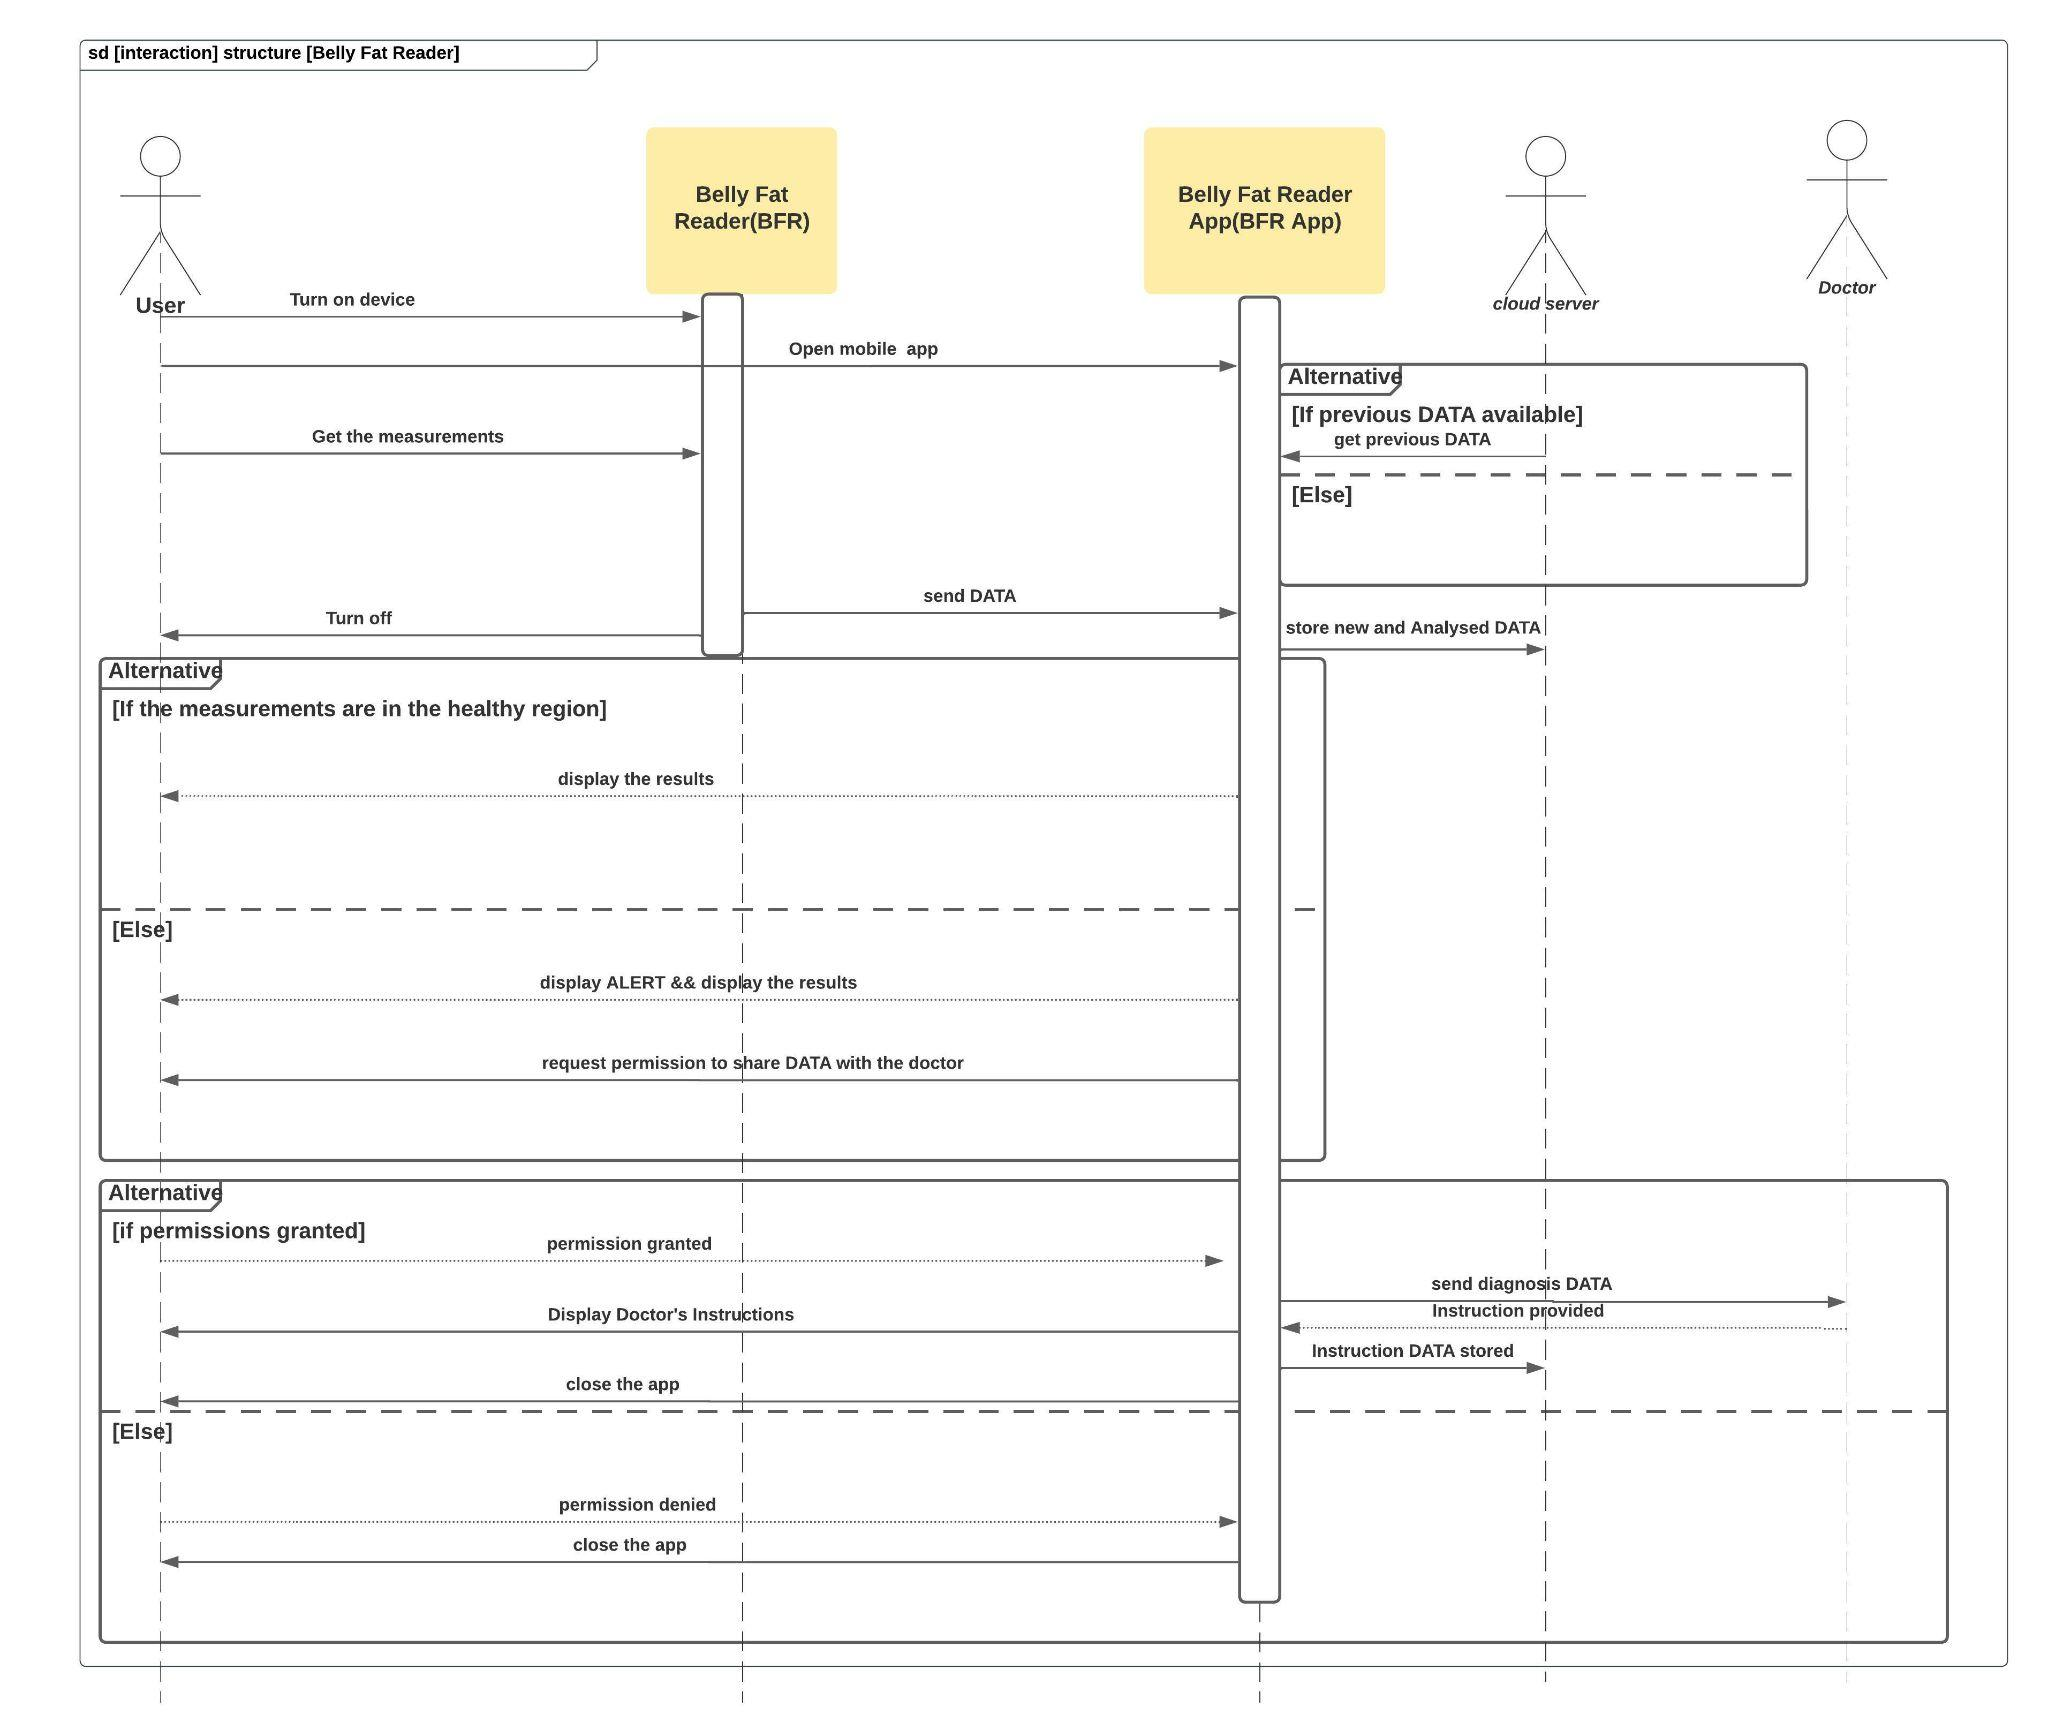 sd [interaction] structure [Belly Fat Reader]
Belly Fat
Reader(BFR)
Belly Fat Reader
App(BFR App)
User
cloud server
Doctor
Turn on device
Open mobile  app
Alternative
[If previous DATA available]
get previous DATA
Get the measurements
[Else]
send DATA
Turn off
store new and Analysed DATA
Alternative
[If the measurements are in the healthy region]
display the results
[Else]
display ALERT && display the results
request permission to share DATA with the doctor
Alternative
[if permissions granted]
permission granted
send diagnosis DATA
Instruction provided
Display Doctor's Instructions
Instruction DATA stored
close the app
[Else]
permission denied
close the app